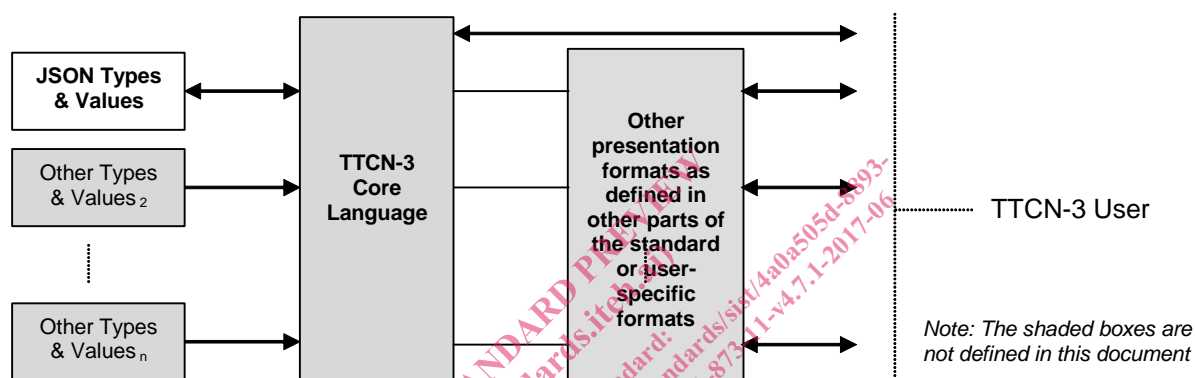 JSON Types
& Values
Other Types
& Values 2
Other Types
& Values n
TTCN-3
Core
Language
Other
presentation
formats as
defined in
other parts of
the standard
or user-
specific
formats
TTCN-3 User
Note: The shaded boxes are
not defined in this document